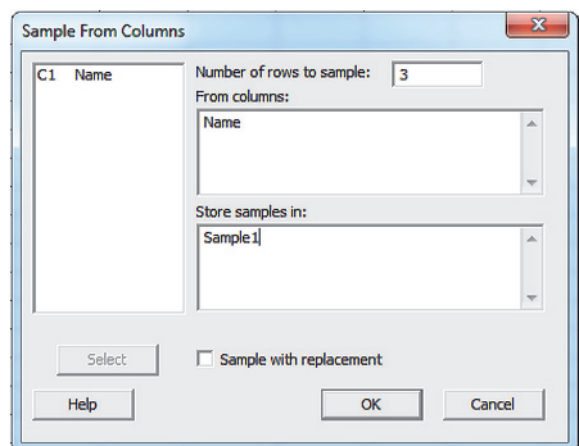 Sample From Columns
C1 Name
Number of rows to sample: 3
From columns:
Name
Store samples in:
Sample1
Select
Sample with replacement
Help
OK
Cancel